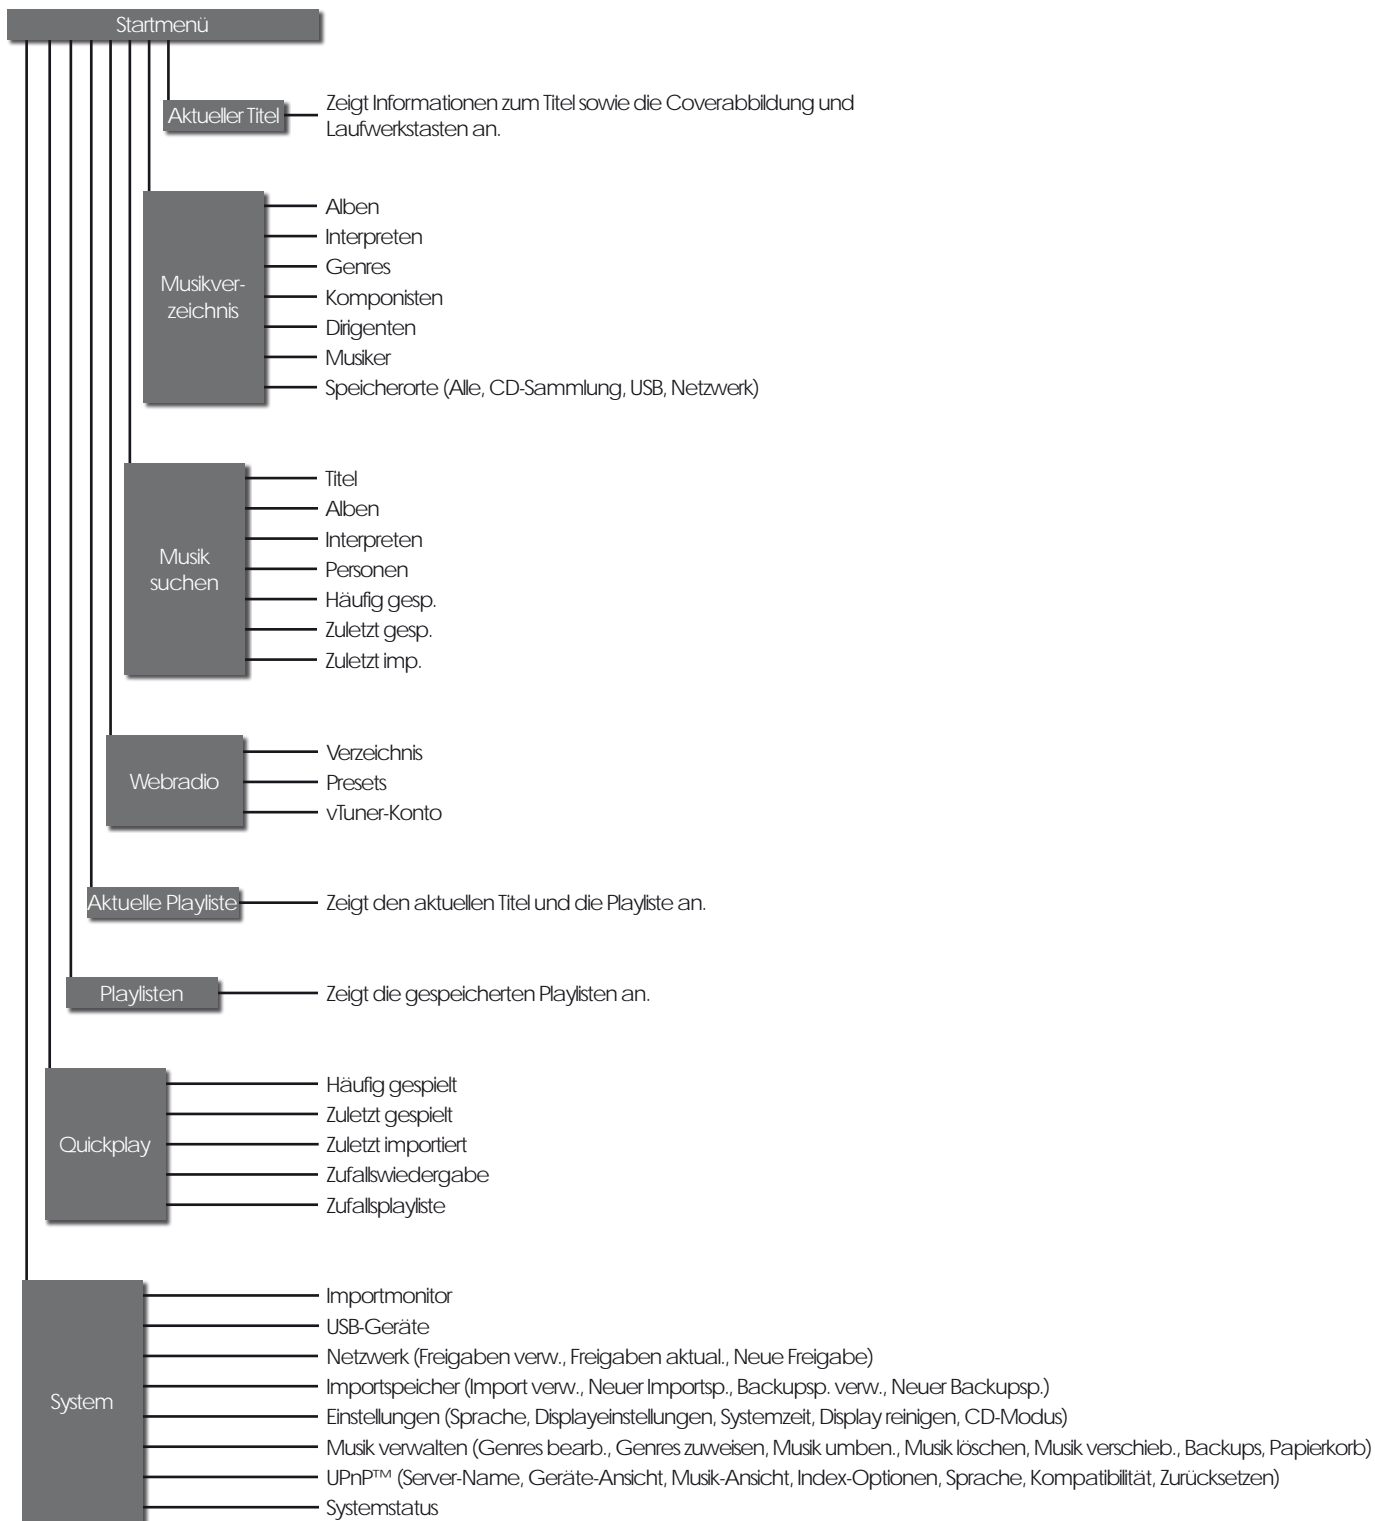 Startmenü
Aktueller Titel
Zeigt Informationen zum Titel sowie die Coverabbildung und
Laufwerkstasten an.
Musikver-
zeichnis
Alben
Interpreten
Genres
Komponisten
Dirigenten
Musiker
Speicherorte (Alle, CD-Sammlung, USB, Netzwerk)
Musik
suchen
Titel
Alben
Interpreten
Personen
Häufig gesp.
Zuletzt gesp.
Zuletzt imp.
Webradio
Verzeichnis
Presets
vTuner-Konto
Aktuelle Playliste
Zeigt den aktuellen Titel und die Playliste an.
Playlisten
Zeigt die gespeicherten Playlisten an.
Quickplay
Häufig gespielt
Zuletzt gespielt
Zuletzt importiert
Zufallswiedergabe
Zufallsplayliste
System
Importmonitor
USB-Geräte
Netzwerk (Freigaben verw., Freigaben aktual., Neue Freigabe)
Importspeicher (Import verw., Neuer Importsp., Backupsp. verw., Neuer Backupsp.)
Einstellungen (Sprache, Displayeinstellungen, Systemzeit, Display reinigen, CD-Modus)
Musik verwalten (Genres bearb., Genres zuweisen, Musik umben., Musik löschen, Musik verschieb., Backups, Papierkorb)
UPnP™ (Server-Name, Geräte-Ansicht, Musik-Ansicht, Index-Optionen, Sprache, Kompatibilität, Zurücksetzen)
Systemstatus